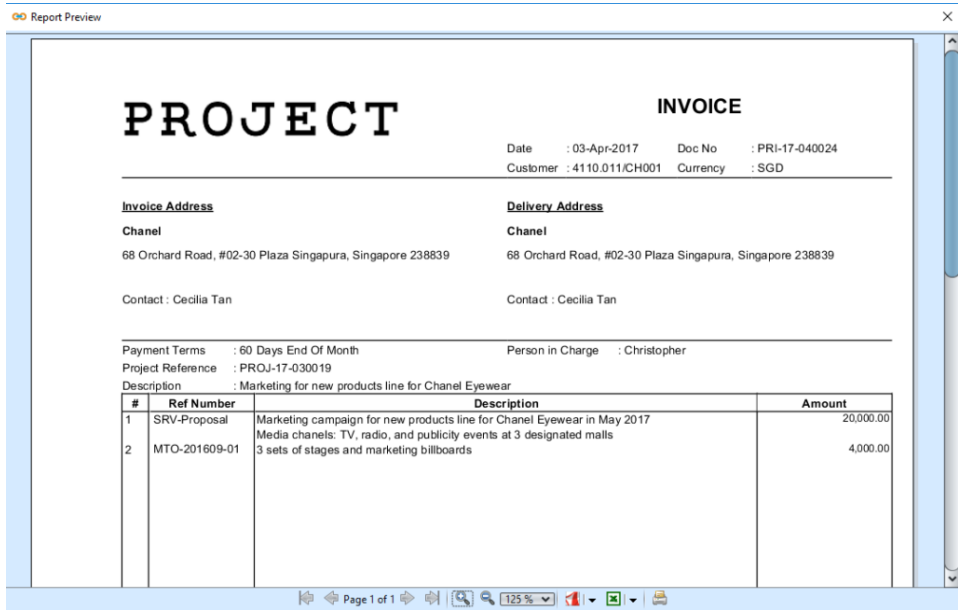 Report Preview
PROJECT
INVOICE
Date : 03-Apr-2017 Doc No : PRI-17-040024
Customer : 4110.011/CH001 Currency : SGD
Invoice Address Delivery Address
Chanel Chanel
68 Orchard Road, #02-30 Plaza Singapura, Singapore 238839 68 Orchard Road, #02-30 Plaza Singapura, Singapore 238839
Contact : Cecilia Tan Contact : Cecilia Tan
Payment Terms : 60 Days End Of Month Person in Charge : Christopher
Project Reference : PROJ-17-030019
Description : Marketing for new products line for Chanel Eyewear
# Ref Number Description Amount
1 SRV-Proposal Marketing campaign for new products line for Chanel Eyewear in May 2017 20,000.00
Media chanels: TV, radio, and publicity events at 3 designated malls
2 MTO-201609-01 3 sets of stages and marketing billboards 4,000.00
Page 1 of 1 125 %